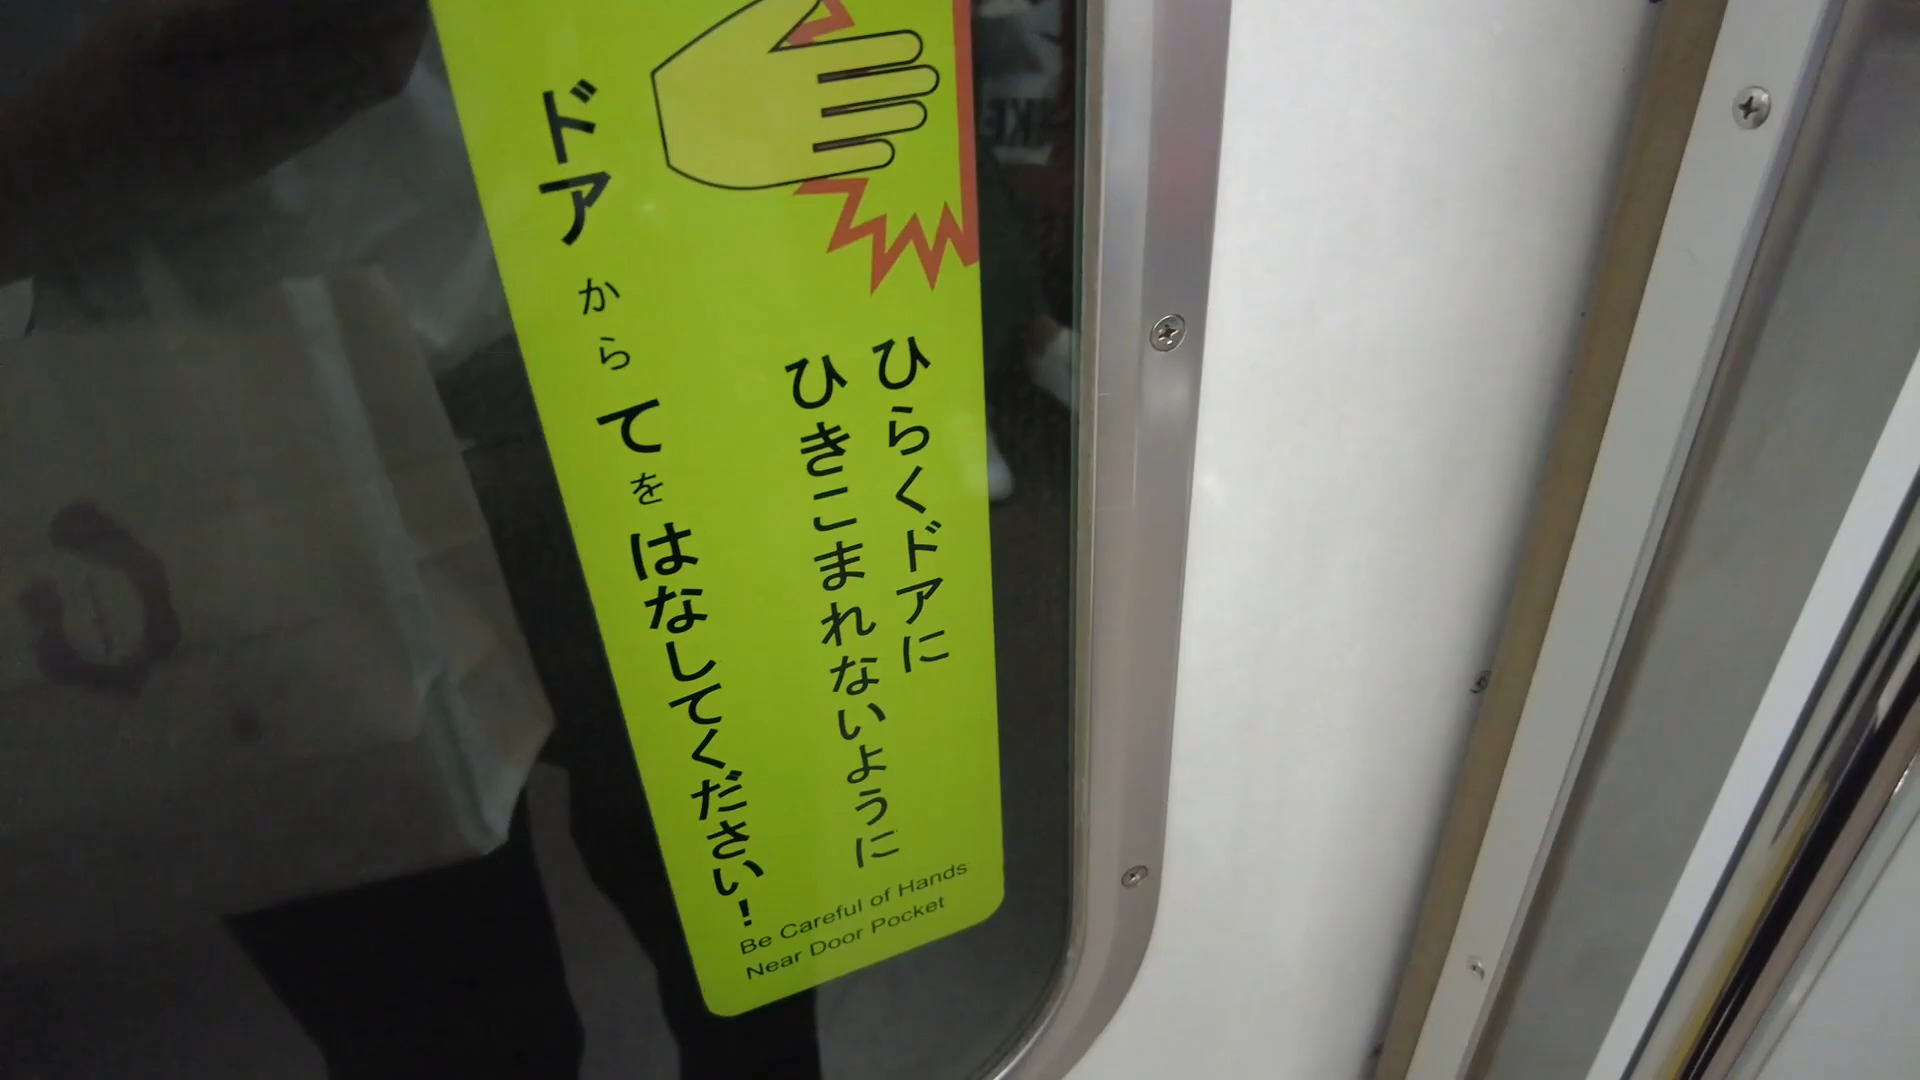 ひらくドアに
ひきこまれないように
ドアからてをはなしてください!
Be Careful of Hands
Near Door Pocket